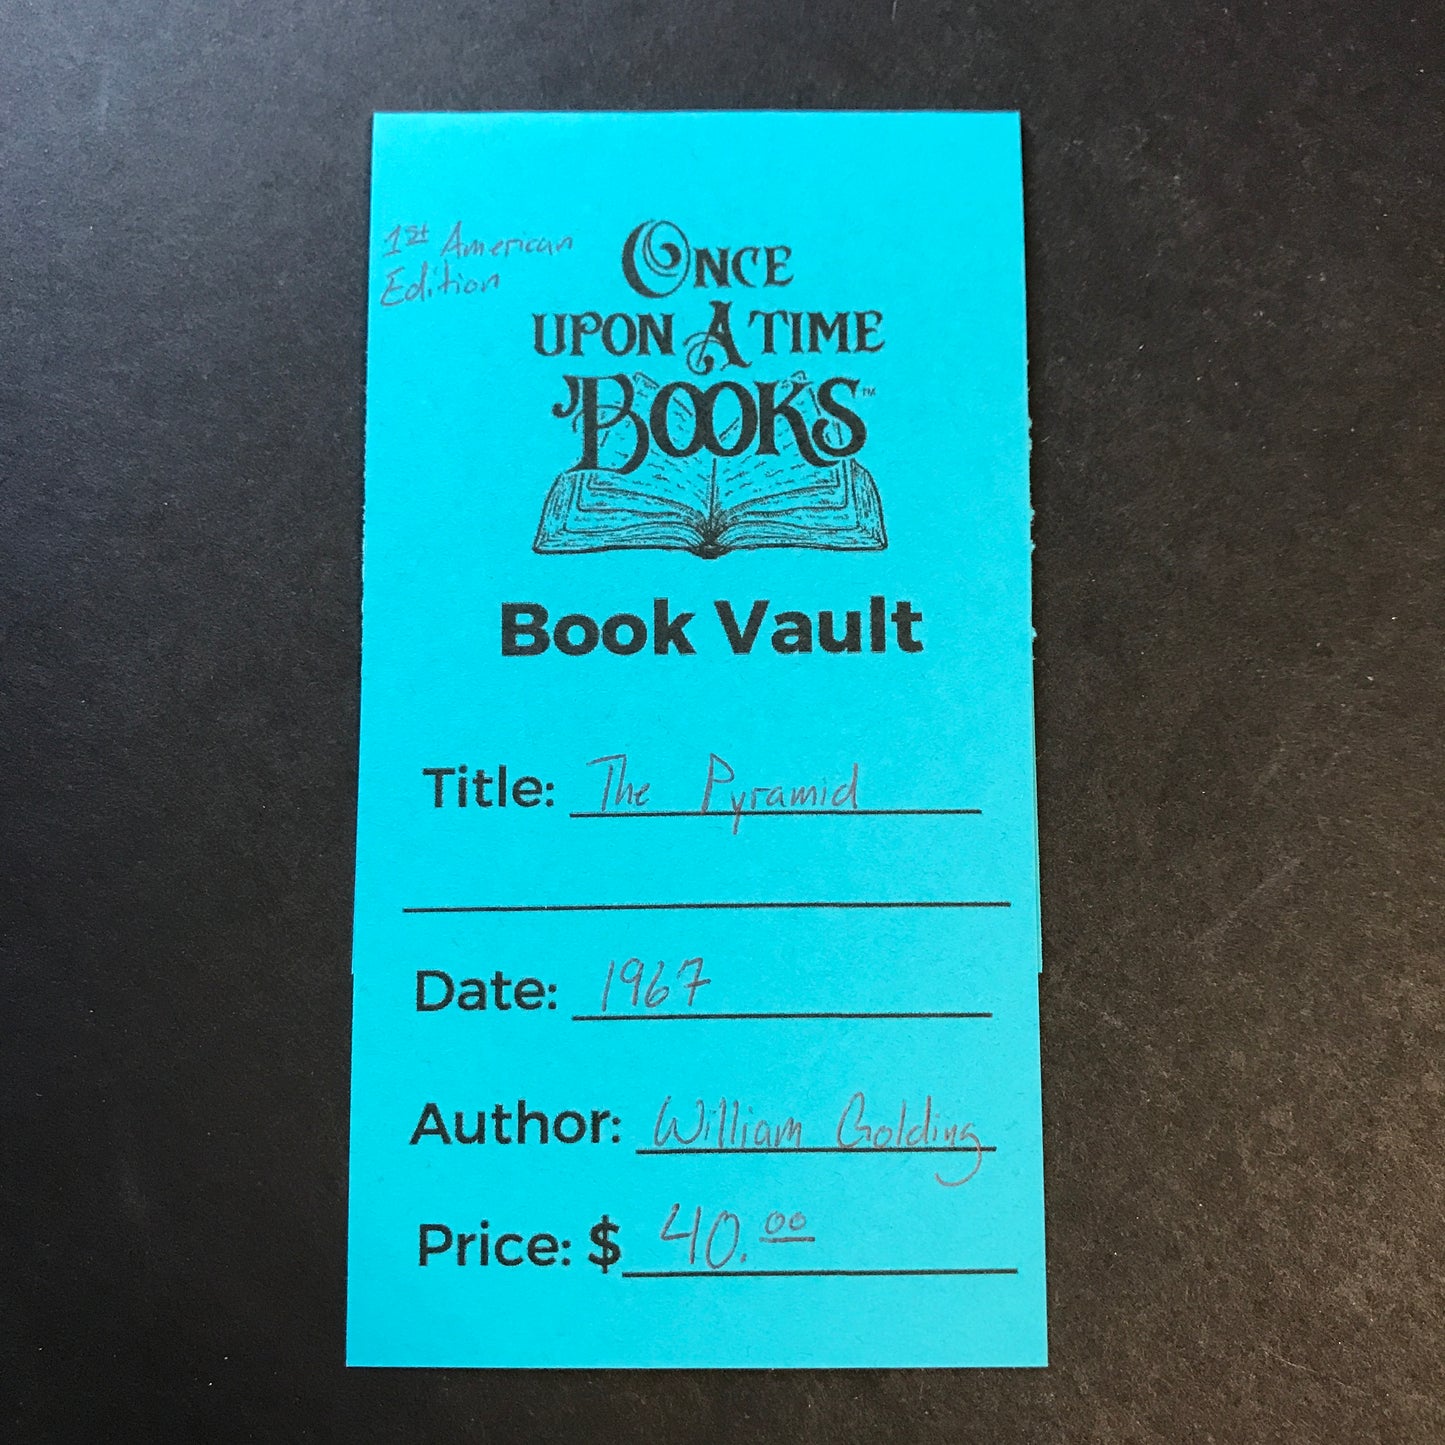 1st American
Edition
ONCE
UPON A TIME
BOOKS™
Book Vault
Title: The Pyramid
Date: 1967
Author: William Golding
Price: $ 40.00